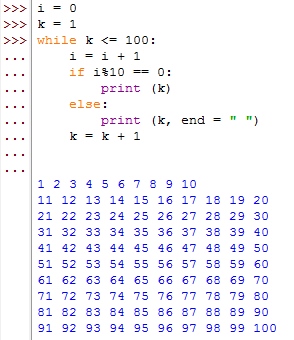 >>> i = 0
>>> k = 1
>>> while k <= 100:
...     i = i + 1
...     if i%10 == 0:
...         print (k)
...     else:
...         print (k, end = " ")
...     k = k + 1
...
...
1 2 3 4 5 6 7 8 9 10
11 12 13 14 15 16 17 18 19 20
21 22 23 24 25 26 27 28 29 30
31 32 33 34 35 36 37 38 39 40
41 42 43 44 45 46 47 48 49 50
51 52 53 54 55 56 57 58 59 60
61 62 63 64 65 66 67 68 69 70
71 72 73 74 75 76 77 78 79 80
81 82 83 84 85 86 87 88 89 90
91 92 93 94 95 96 97 98 99 100